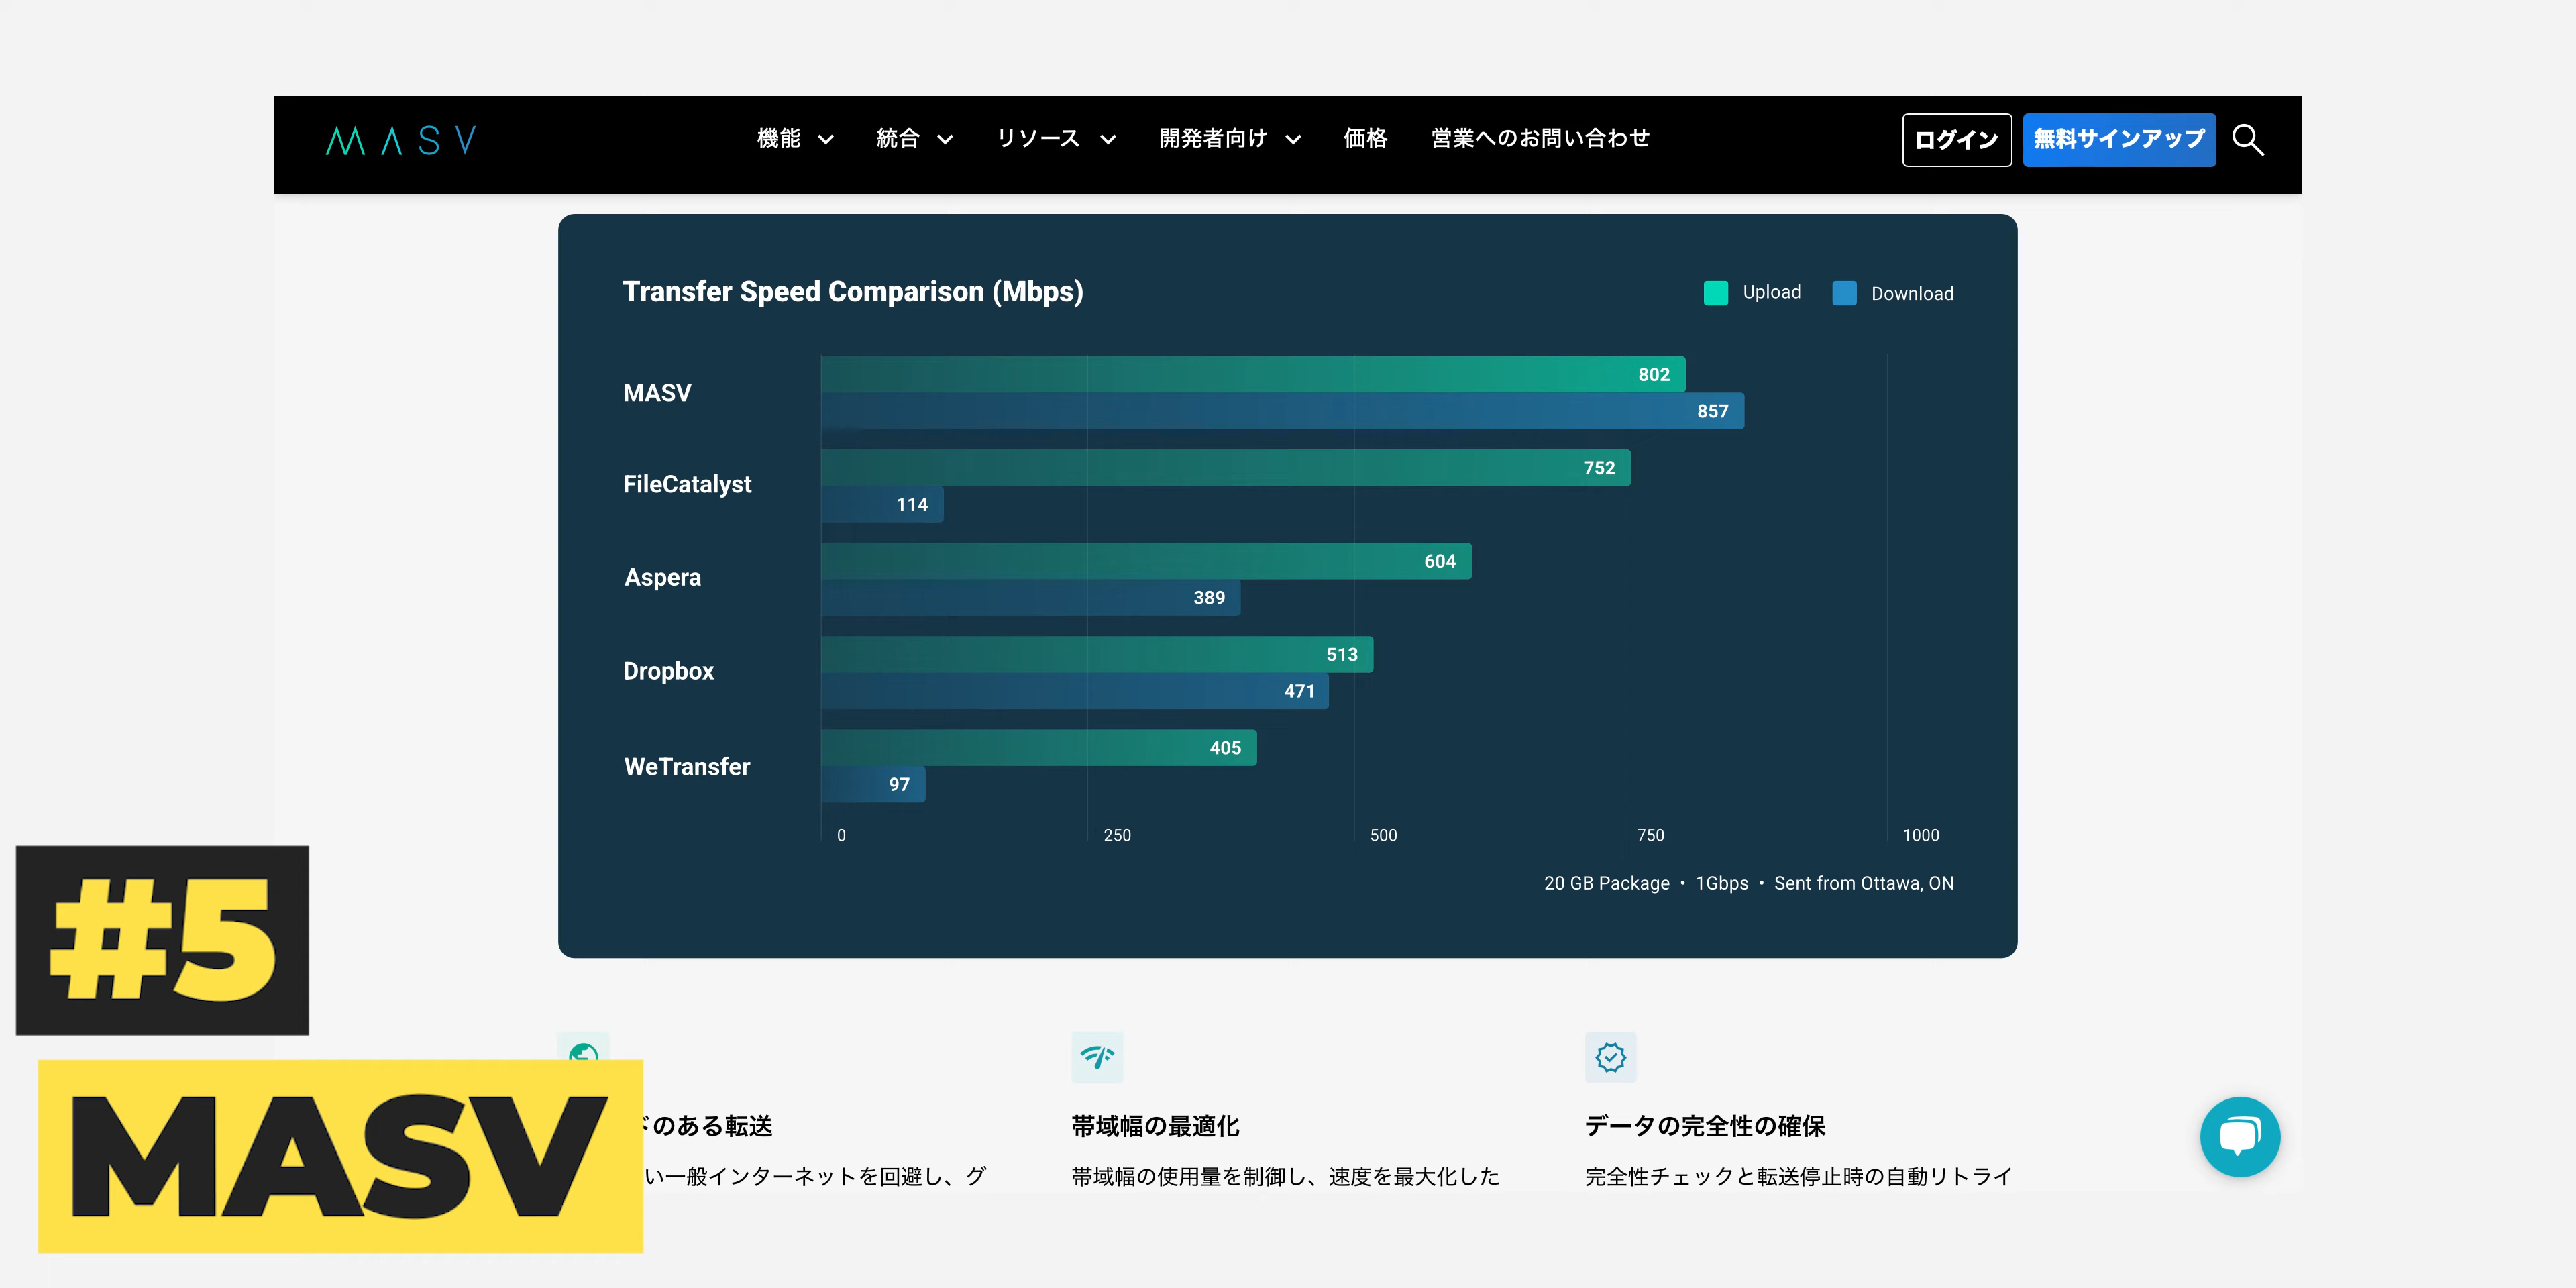 MASV
機能 統合 リソース 開発者向け 価格 営業へのお問い合わせ ログイン 無料サインアップ
Transfer Speed Comparison (Mbps)
Upload Download
MASV
802
857
FileCatalyst
752
114
Aspera
604
389
Dropbox
513
471
WeTransfer
405
97
0 250 500 750 1000
20 GB Package • 1Gbps • Sent from Ottawa, ON
#5
MASV
のある転送
い一般インターネットを回避し、グ
帯域幅の最適化
帯域幅の使用量を制御し、速度を最大化した
データの完全性の確保
完全性チェックと転送停止時の自動リトライ